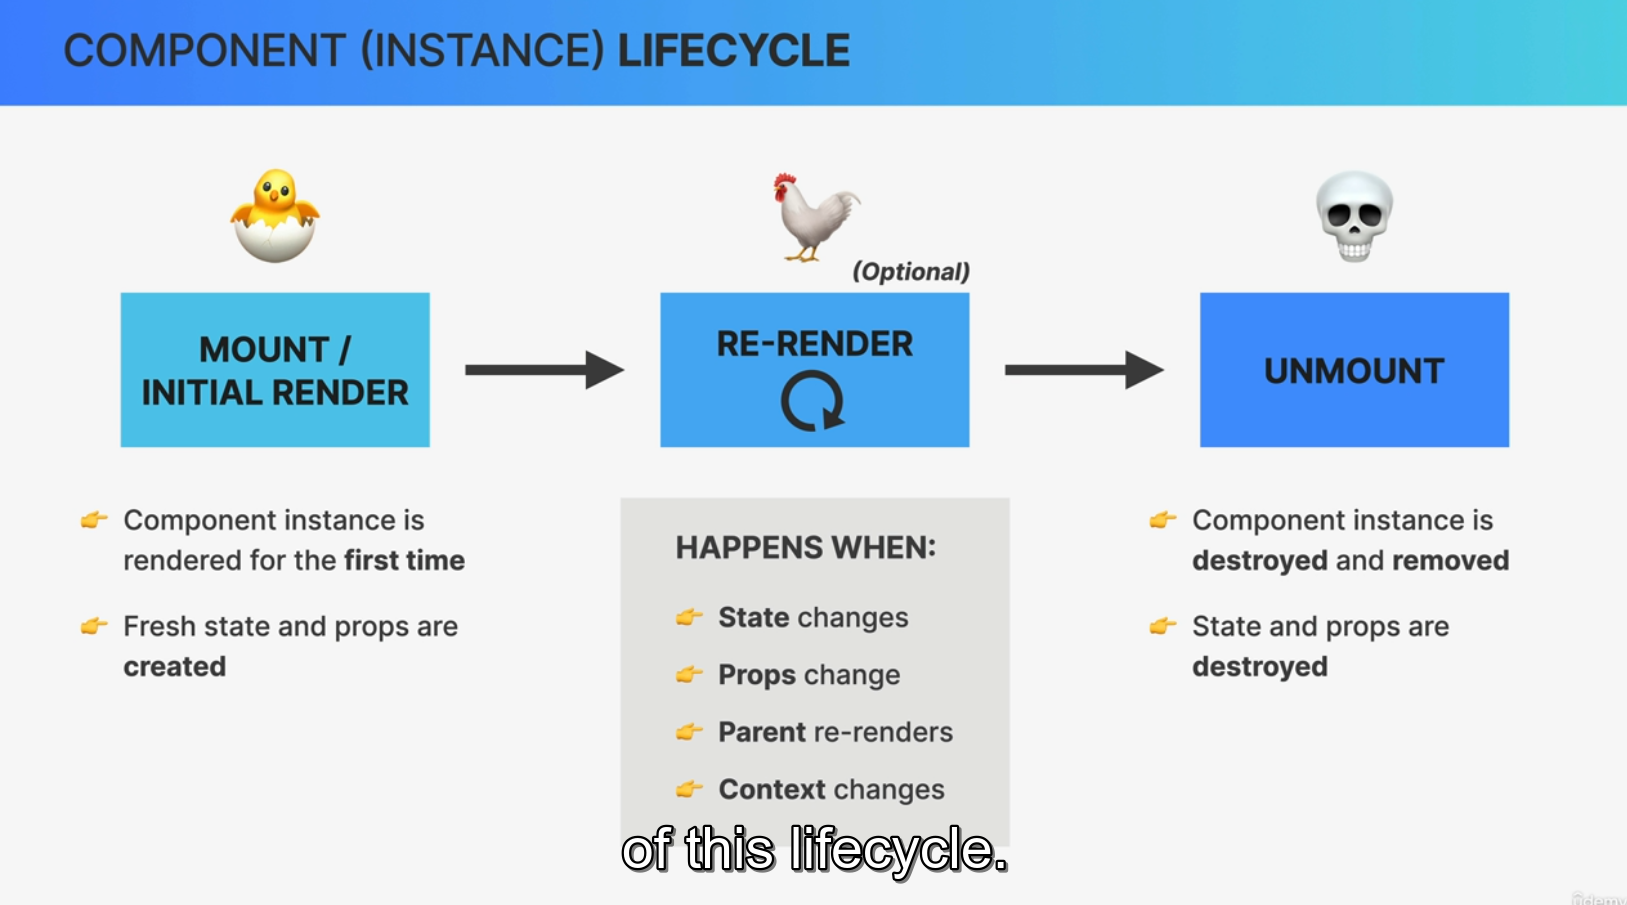 COMPONENT (INSTANCE) LIFECYCLE
(Optional)
MOUNT /
INITIAL RENDER
RE-RENDER
UNMOUNT
Component instance is
rendered for the first time
Fresh state and props are
created
HAPPENS WHEN:
State changes
Props change
Parent re-renders
Context changes
Component instance is
destroyed and removed
State and props are
destroyed
of this lifecycle.
ûdemy